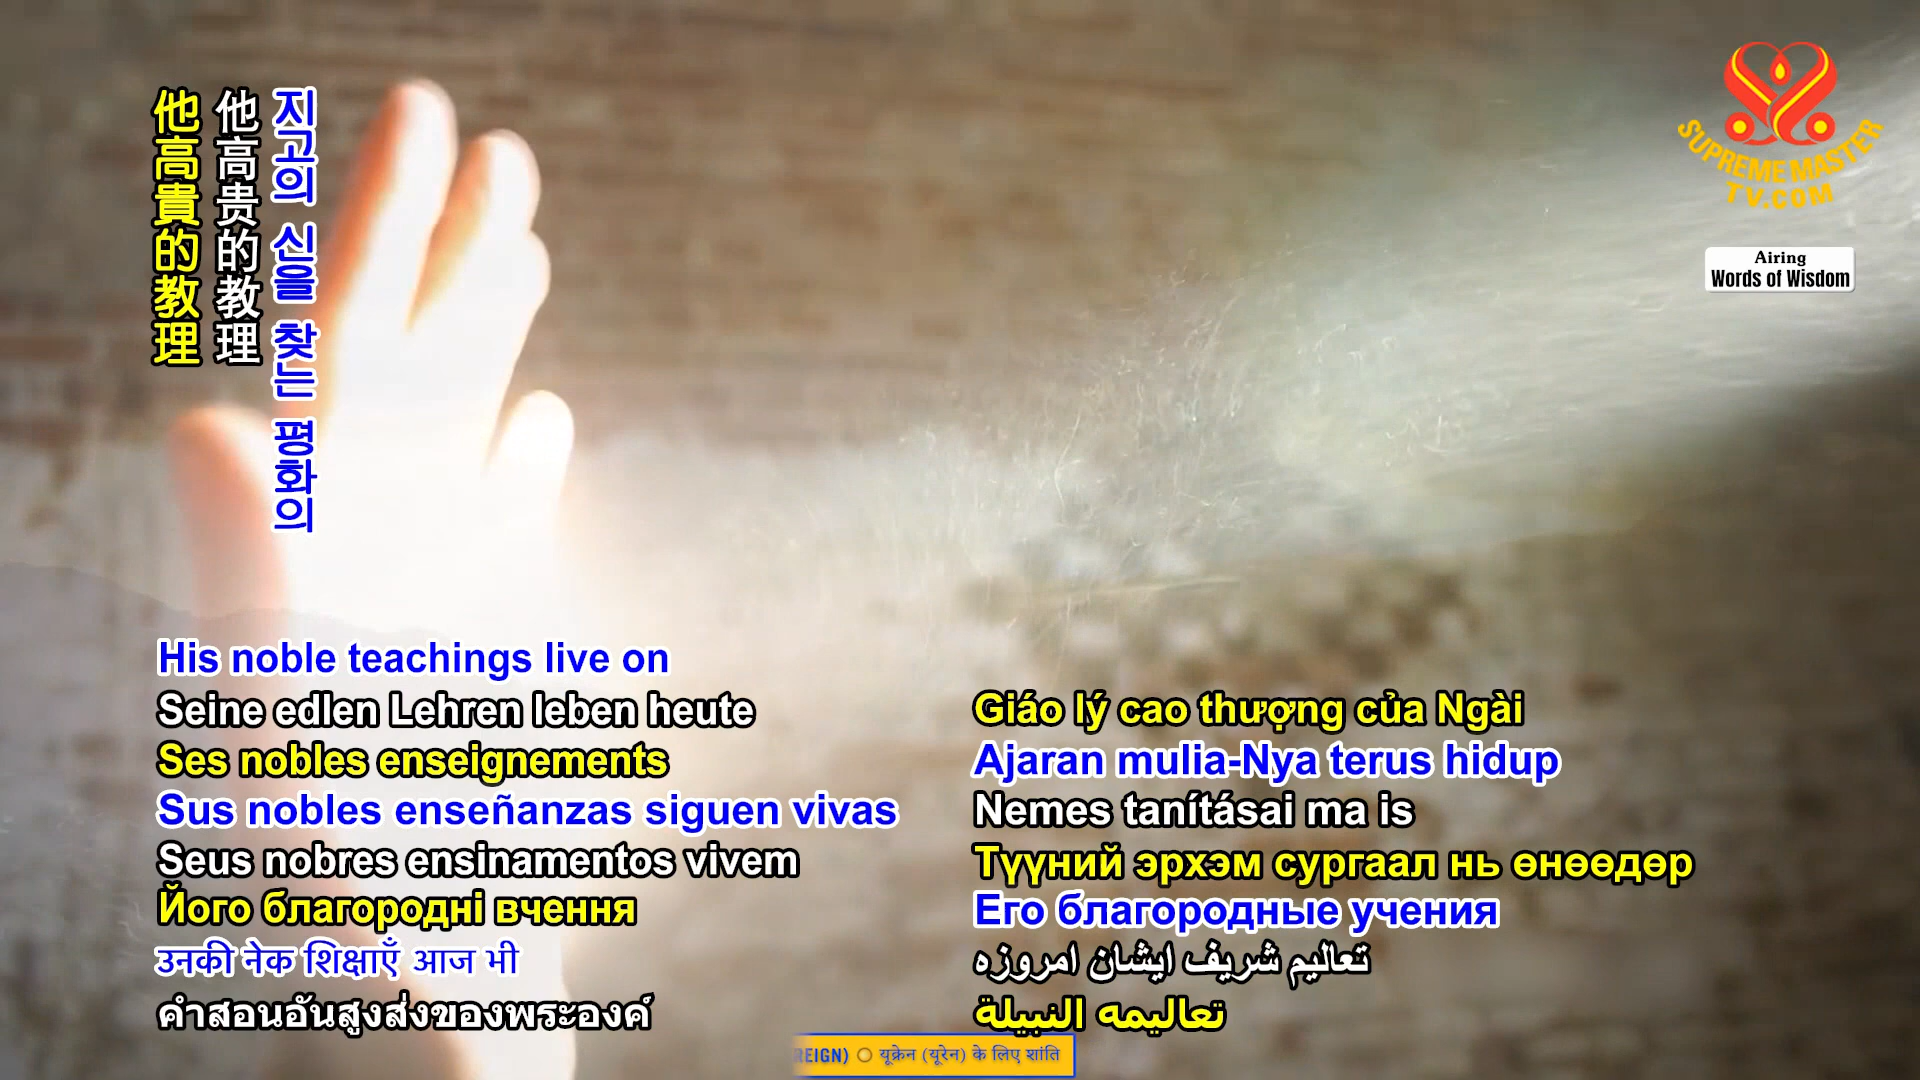 他高貴的教理
他高贵的教理
지고의 신을 찾는 평화의
SUPREME MASTER
TV.COM
Airing
Words of Wisdom
His noble teachings live on
Seine edlen Lehren leben heute
Ses nobles enseignements
Sus nobles enseñanzas siguen vivas
Seus nobres ensinamentos vivem
Його благородні вчення
उनकी नेक शिक्षाएँ आज भी
คำสอนอันสูงส่งของพระองค์
Giáo lý cao thượng của Ngài
Ajaran mulia-Nya terus hidup
Nemes tanításai ma is
Түүний эрхэм сургаал нь өнөөдөр
Его благородные учения
تعالیم شریف ایشان امروزه
تعاليمه النبيلة
REIGN) यूक्रेन (यूरेन) के लिए शांति